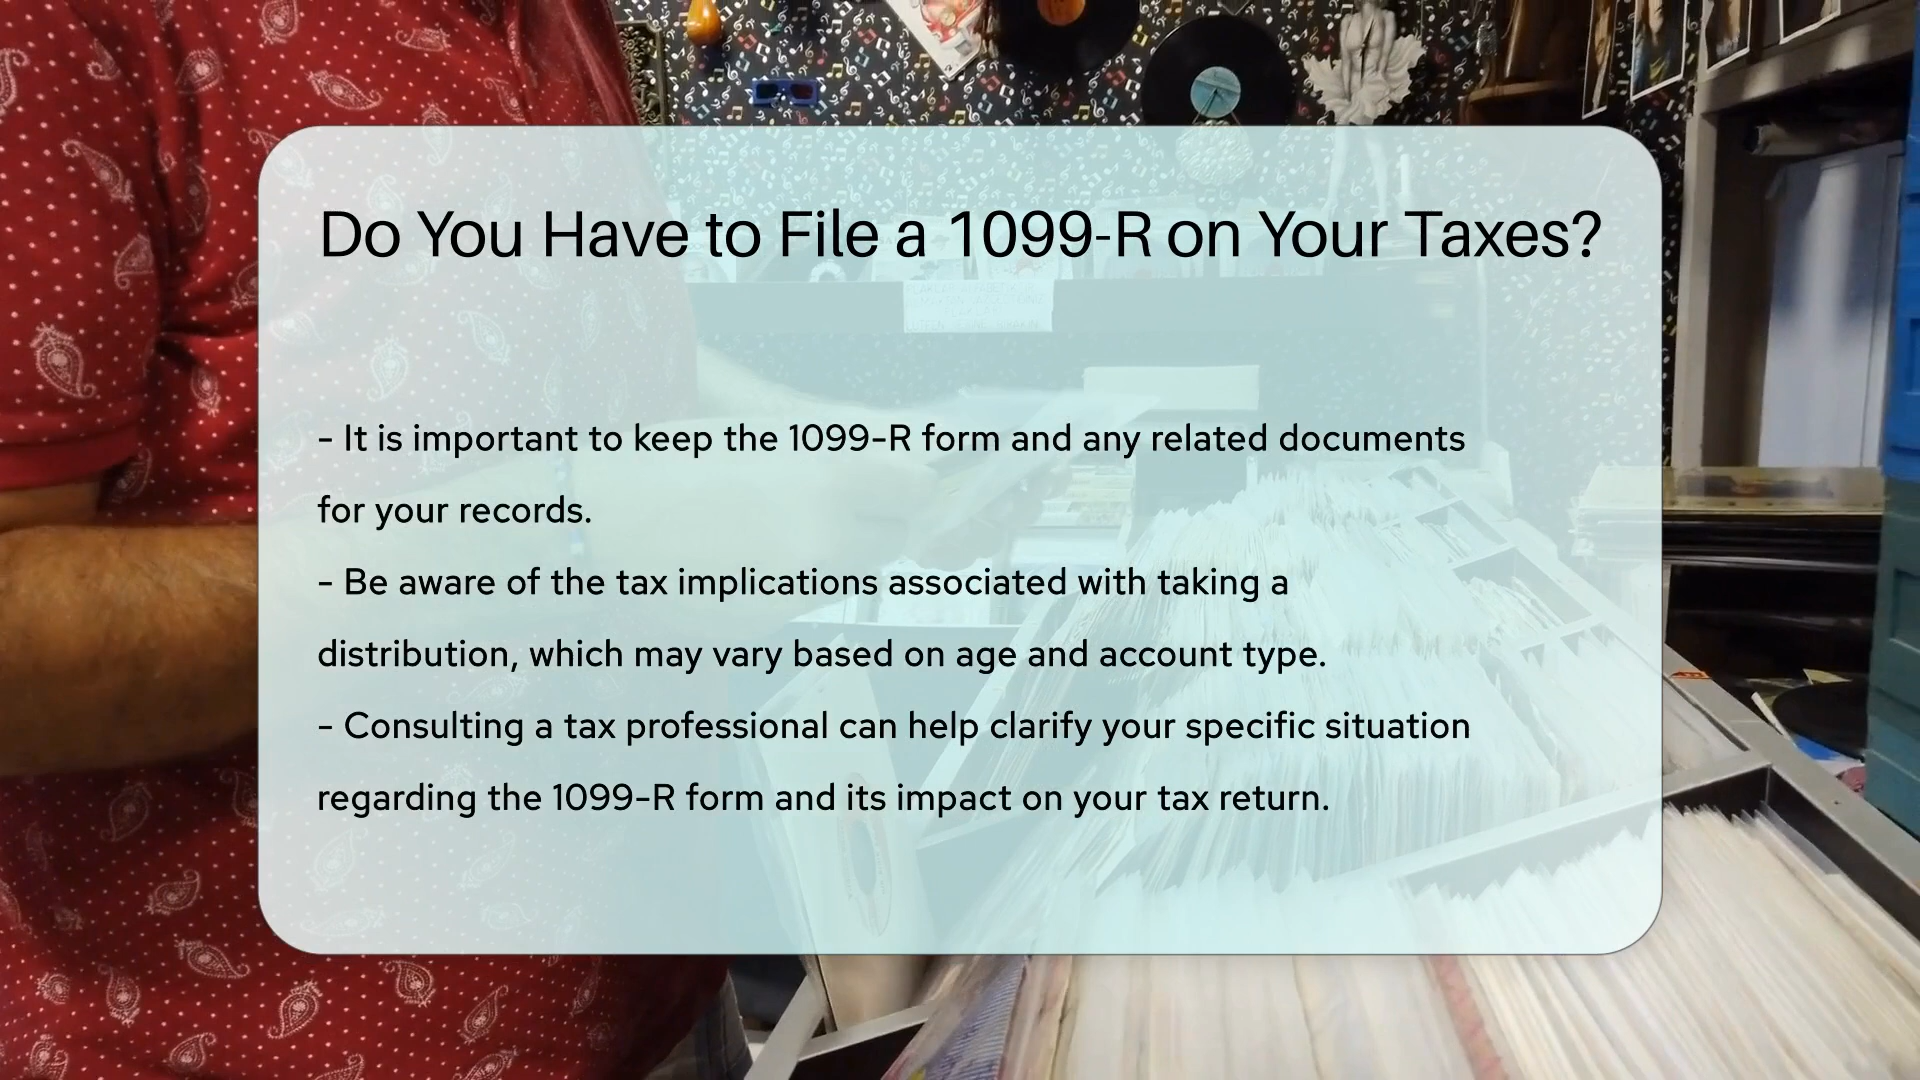 Do You Have to File a 1099-R on Your Taxes?
- It is important to keep the 1099-R form and any related documents
for your records.
- Be aware of the tax implications associated with taking a
distribution, which may vary based on age and account type.
- Consulting a tax professional can help clarify your specific situation
regarding the 1099-R form and its impact on your tax return.